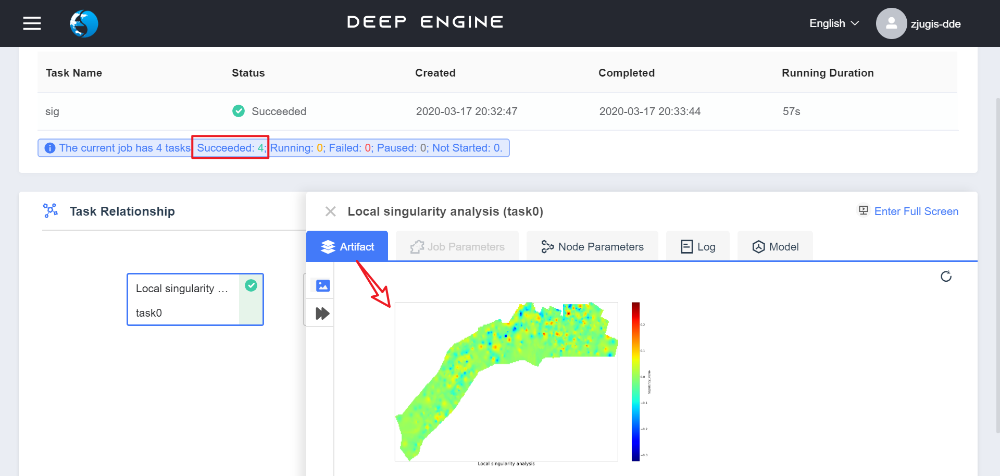 DEEP ENGINE
English
zjugis-dde
Task Name Status Created Completed Running Duration
sig Succeeded 2020-03-17 20:32:47 2020-03-17 20:33:44 57s
The current job has 4 tasks Succeeded: 4; Running: 0; Failed: 0; Paused: 0; Not Started: 0.
Task Relationship
Local singularity …
task0
Local singularity analysis (task0)
Enter Full Screen
Artifact Job Parameters Node Parameters Log Model
0.2
0.1
0.0
−0.1
−0.2
−0.3
Local singularity analysis